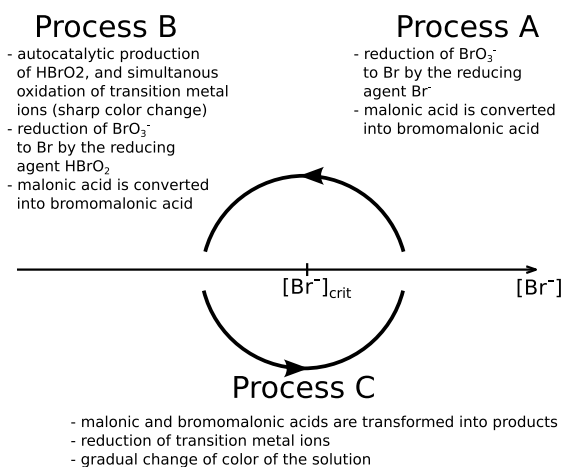 Process B
- autocatalytic production
of HBrO2, and simultanous
oxidation of transition metal
ions (sharp color change)
- reduction of BrO₃⁻
to Br by the reducing
agent HBrO₂
- malonic acid is converted
into bromomalonic acid
Process A
- reduction of BrO₃⁻
to Br by the reducing
agent Br⁻
- malonic acid is converted
into bromomalonic acid
[Br⁻]crit
[Br⁻]
Process C
- malonic and bromomalonic acids are transformed into products
- reduction of transition metal ions
- gradual change of color of the solution